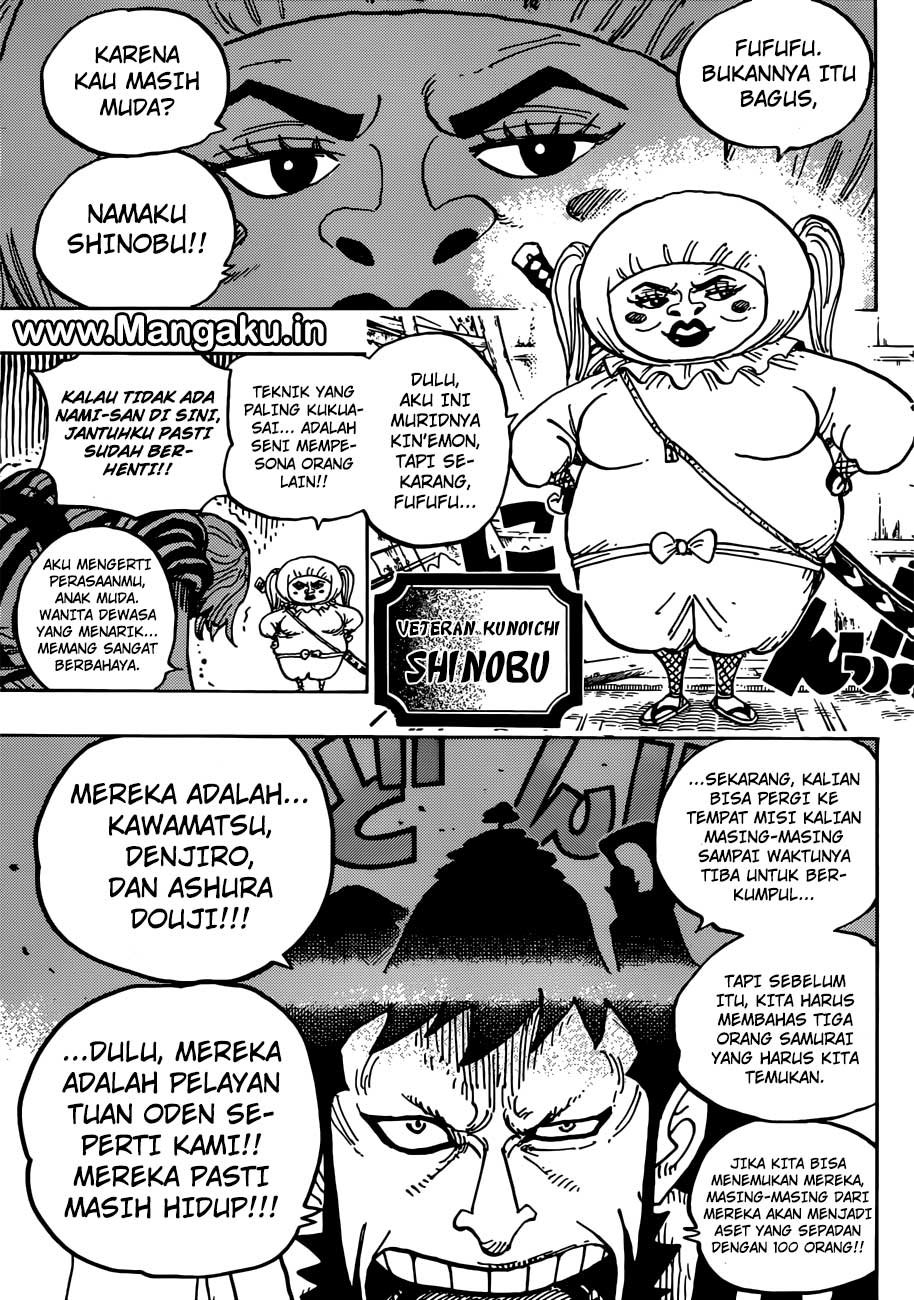 FUFUFU.
BUKANNYA ITU
BAGUS,
KARENA
KAU MASIH
MUDA?
NAMAKU
SHINOBU!!
www.Mangaku.in
DULU,
AKU INI
MURIDNYA
KIN'EMON,
TAPI SE-
KARANG,
FUFUFU...
TEKNIK YANG
PALING KUKUA-
SAI... ADALAH
SENI MEMPE-
SONA ORANG
LAIN!!
KALAU TIDAK ADA
NAMI-SAN DI SINI,
JANTUHKU PASTI
SUDAH BER-
HENTI!!
AKU MENGERTI
PERASAANMU,
ANAK MUDA.
WANITA DEWASA
YANG MENARIK...
MEMANG SANGAT
BERBAHAYA.
VETERAN KUNOICHI
SHINOBU
...SEKARANG, KALIAN
BISA PERGI KE
TEMPAT MISI KALIAN
MASING-MASING
SAMPAI WAKTUNYA
TIBA UNTUK BER-
KUMPUL...
TAPI SEBELUM
ITU, KITA HARUS
MEMBAHAS TIGA
ORANG SAMURAI
YANG HARUS KITA
TEMUKAN.
JIKA KITA BISA
MENEMUKAN MEREKA,
MASING-MASING DARI
MEREKA AKAN MENJADI
ASET YANG SEPADAN
DENGAN 100 ORANG!!
MEREKA ADALAH...
KAWAMATSU,
DENJIRO,
DAN ASHURA
DOUJI!!!
...DULU, MEREKA
ADALAH PELAYAN
TUAN ODEN SE-
PERTI KAMI!!
MEREKA PASTI
MASIH HIDUP!!!